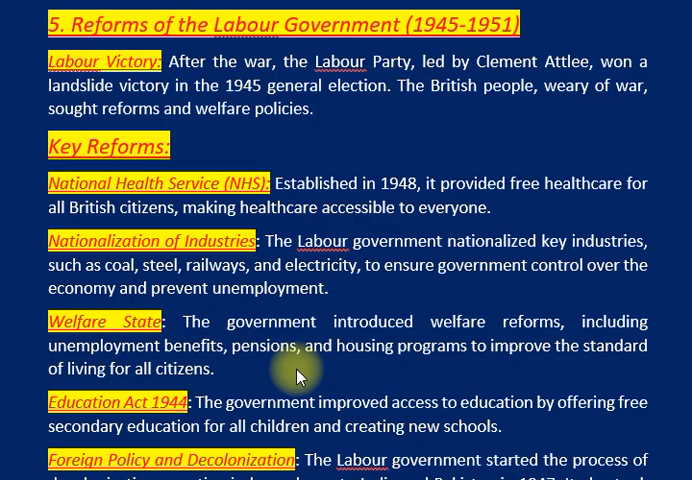 5. Reforms of the Labour Government (1945-1951)
Labour Victory: After the war, the Labour Party, led by Clement Attlee, won a
landslide victory in the 1945 general election. The British people, weary of war,
sought reforms and welfare policies.
Key Reforms:
National Health Service (NHS): Established in 1948, it provided free healthcare for
all British citizens, making healthcare accessible to everyone.
Nationalization of Industries: The Labour government nationalized key industries,
such as coal, steel, railways, and electricity, to ensure government control over the
economy and prevent unemployment.
Welfare State: The government introduced welfare reforms, including
unemployment benefits, pensions, and housing programs to improve the standard
of living for all citizens.
Education Act 1944: The government improved access to education by offering free
secondary education for all children and creating new schools.
Foreign Policy and Decolonization: The Labour government started the process of